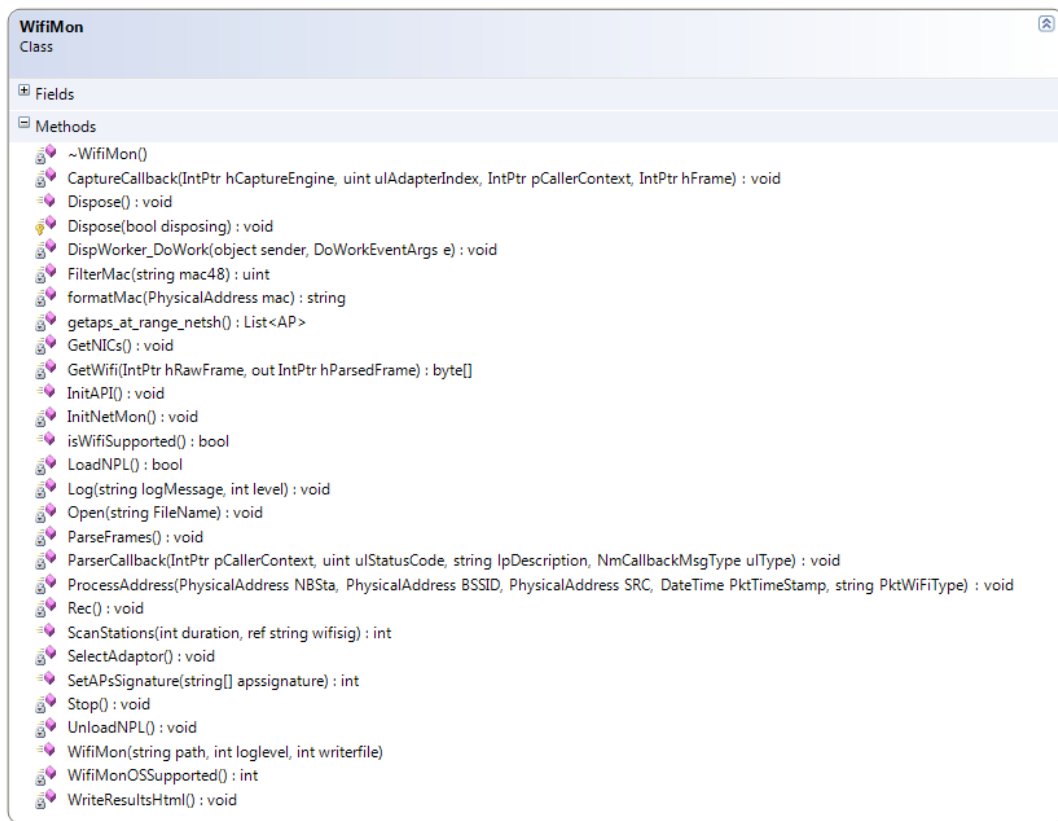 WifiMon
Class
Fields
Methods
~WifiMon()
CaptureCallback(IntPtr hCaptureEngine, uint ulAdapterIndex, IntPtr pCallerContext, IntPtr hFrame) : void
Dispose() : void
Dispose(bool disposing) : void
DispWorker_DoWork(object sender, DoWorkEventArgs e) : void
FilterMac(string mac48) : uint
formatMac(PhysicalAddress mac) : string
getaps_at_range_netsh() : List<AP>
GetNICs() : void
GetWifi(IntPtr hRawFrame, out IntPtr hParsedFrame) : byte[]
InitAPI() : void
InitNetMon() : void
isWifiSupported() : bool
LoadNPL() : bool
Log(string logMessage, int level) : void
Open(string FileName) : void
ParseFrames() : void
ParserCallback(IntPtr pCallerContext, uint ulStatusCode, string lpDescription, NmCallbackMsgType ulType) : void
ProcessAddress(PhysicalAddress NBSta, PhysicalAddress BSSID, PhysicalAddress SRC, DateTime PktTimeStamp, string PktWiFiType) : void
Rec() : void
ScanStations(int duration, ref string wifisig) : int
SelectAdaptor() : void
SetAPsSignature(string[] apssignature) : int
Stop() : void
UnloadNPL() : void
WifiMon(string path, int loglevel, int writerfile)
WifiMonOSSupported() : int
WriteResultsHtml() : void